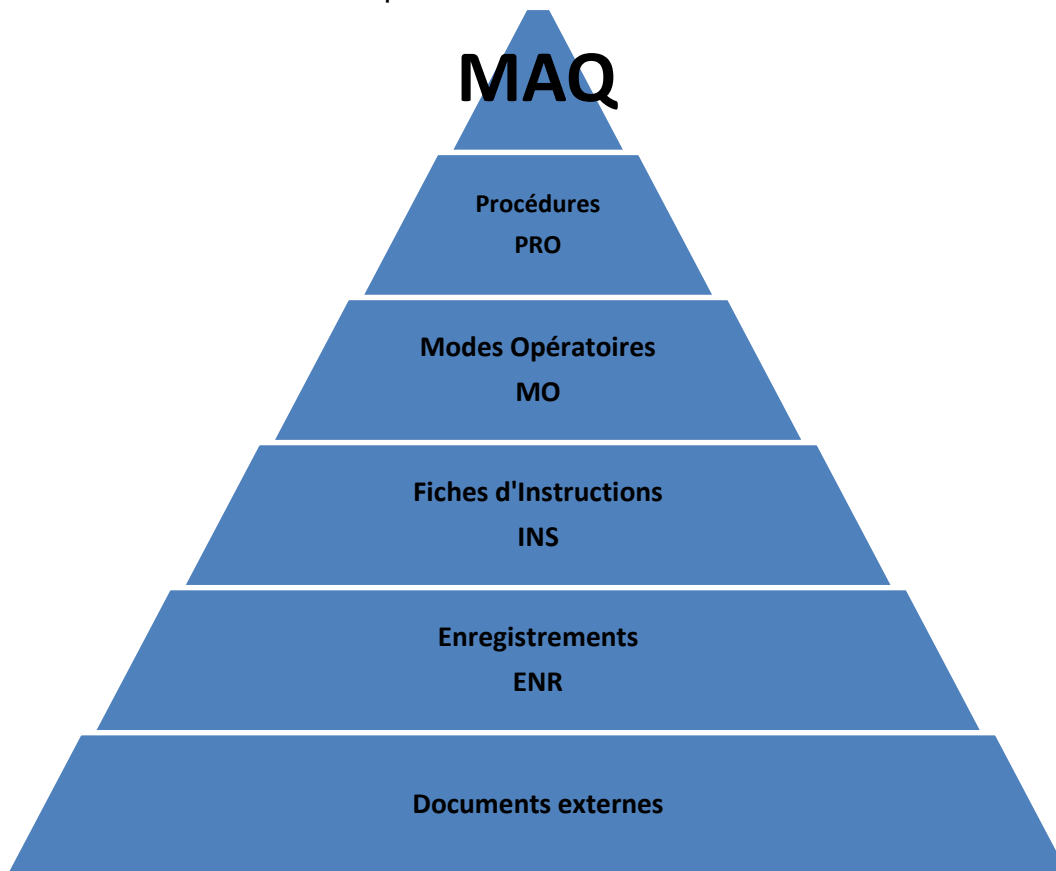 MAQ
Procédures
PRO
Modes Opératoires
MO
Fiches d'Instructions
INS
Enregistrements
ENR
Documents externes